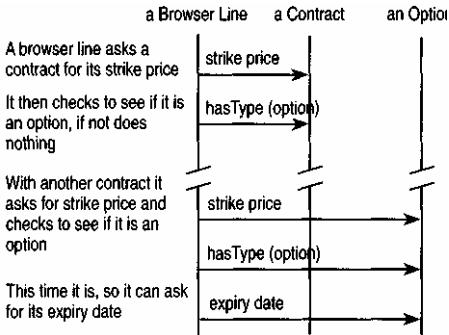 a Browser Line a Contract an Optio
A browser line asks a
contract for its strike price
strike price
It then checks to see if it is
an option, if not does
nothing
hasType (option)
With another contract it
asks for strike price and
checks to see if it is an
option
strike price
hasType (option)
This time it is, so it can ask
for its expiry date
expiry date